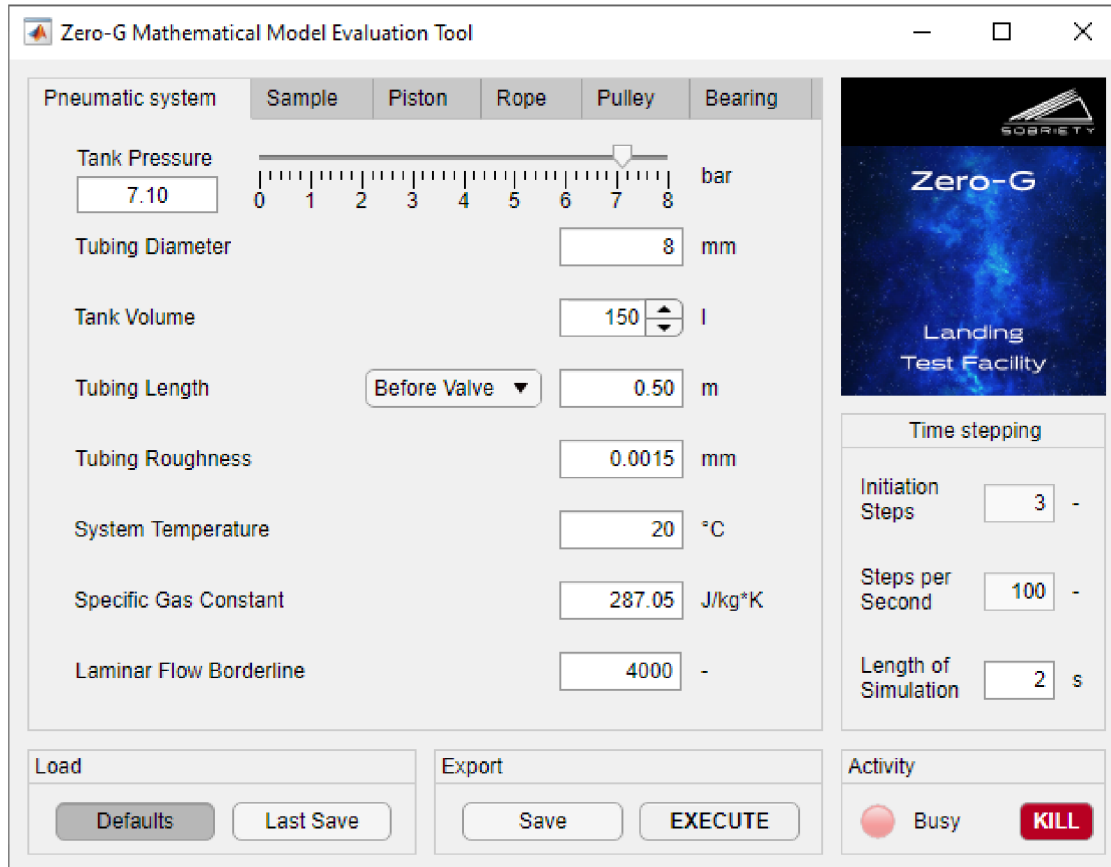 Zero-G Mathematical Model Evaluation Tool
Pneumatic system Sample Piston Rope Pulley Bearing
Tank Pressure
7.10
0 1 2 3 4 5 6 7 8
bar
Tubing Diameter 8 mm
Tank Volume 150 l
Tubing Length Before Valve 0.50 m
Tubing Roughness 0.0015 mm
System Temperature 20 °C
Specific Gas Constant 287.05 J/kg*K
Laminar Flow Borderline 4000 -
SOBRIETY
Zero-G
Landing
Test Facility
Time stepping
Initiation
Steps 3 -
Steps per
Second 100 -
Length of
Simulation 2 s
Load
Defaults Last Save
Export
Save EXECUTE
Activity
Busy KILL